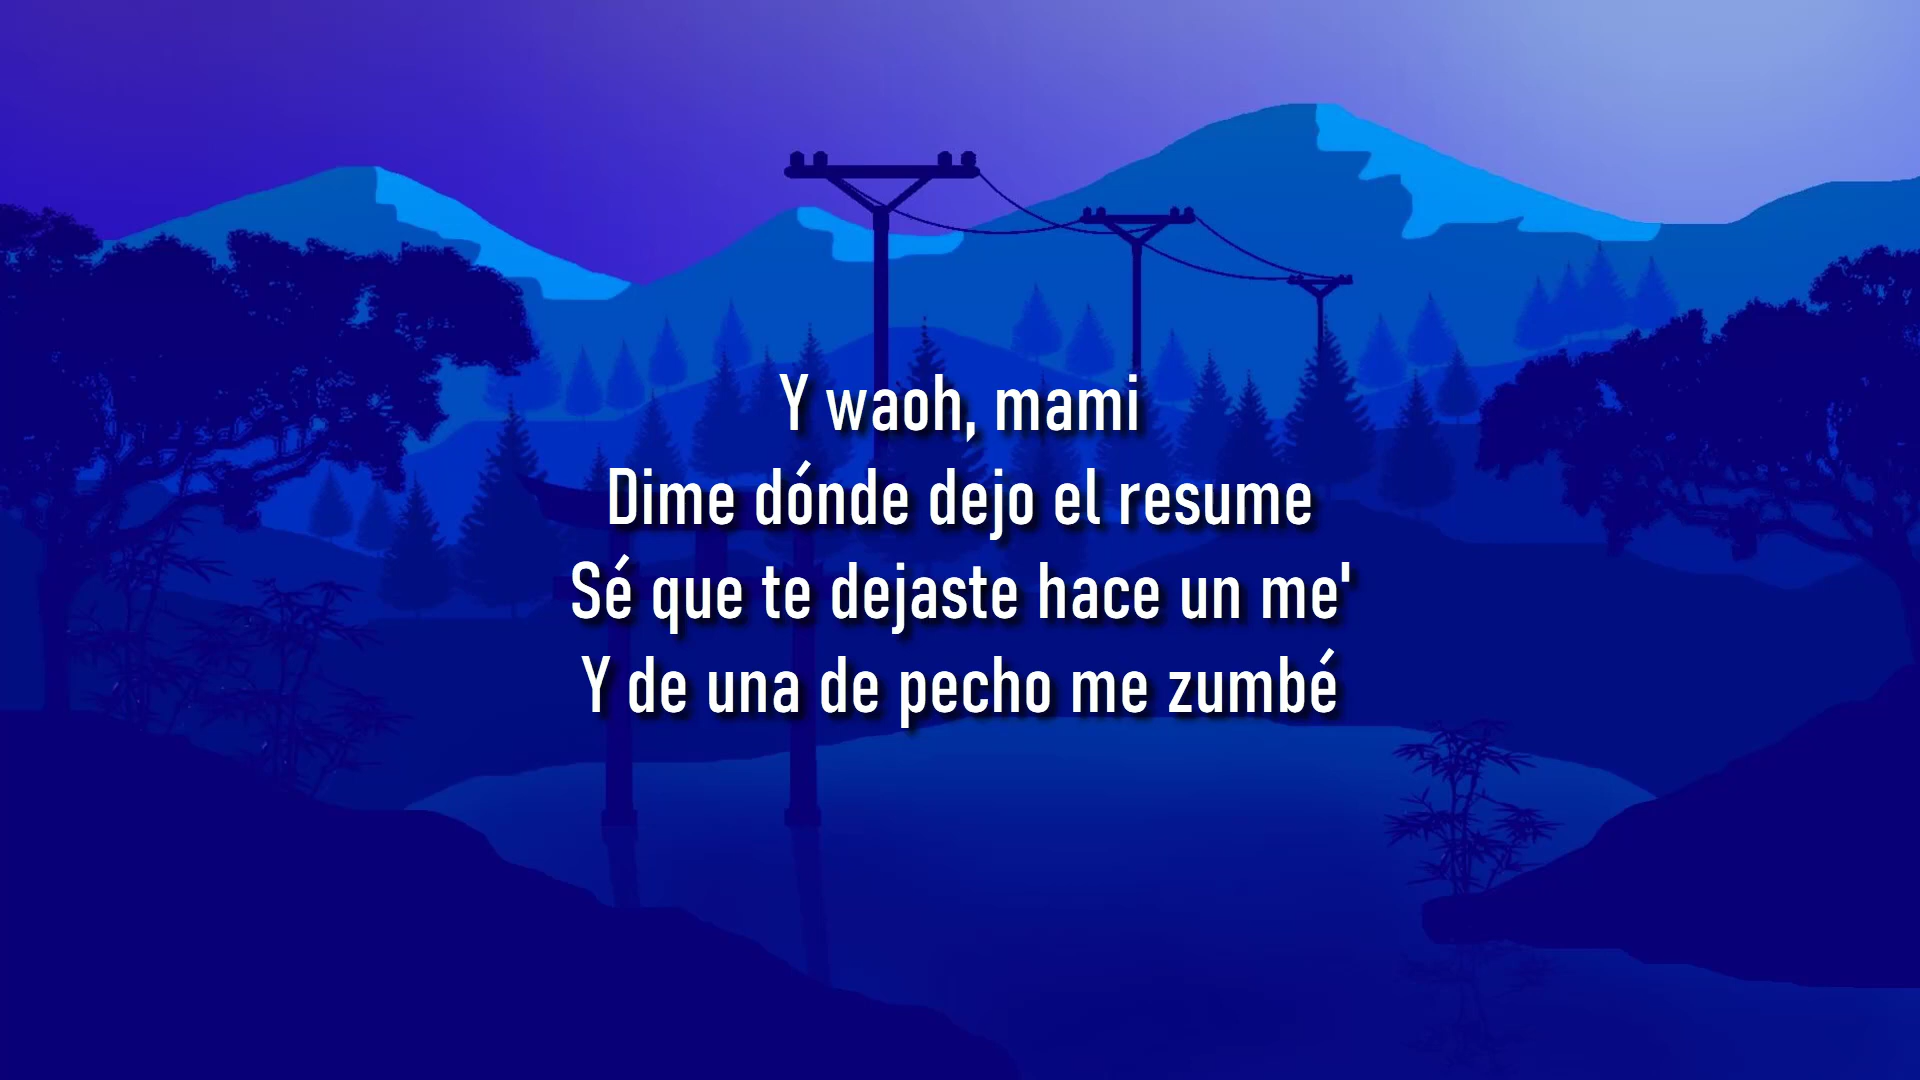 Y waoh, mami
Dime dónde dejo el resume
Sé que te dejaste hace un me'
Y de una de pecho me zumbé